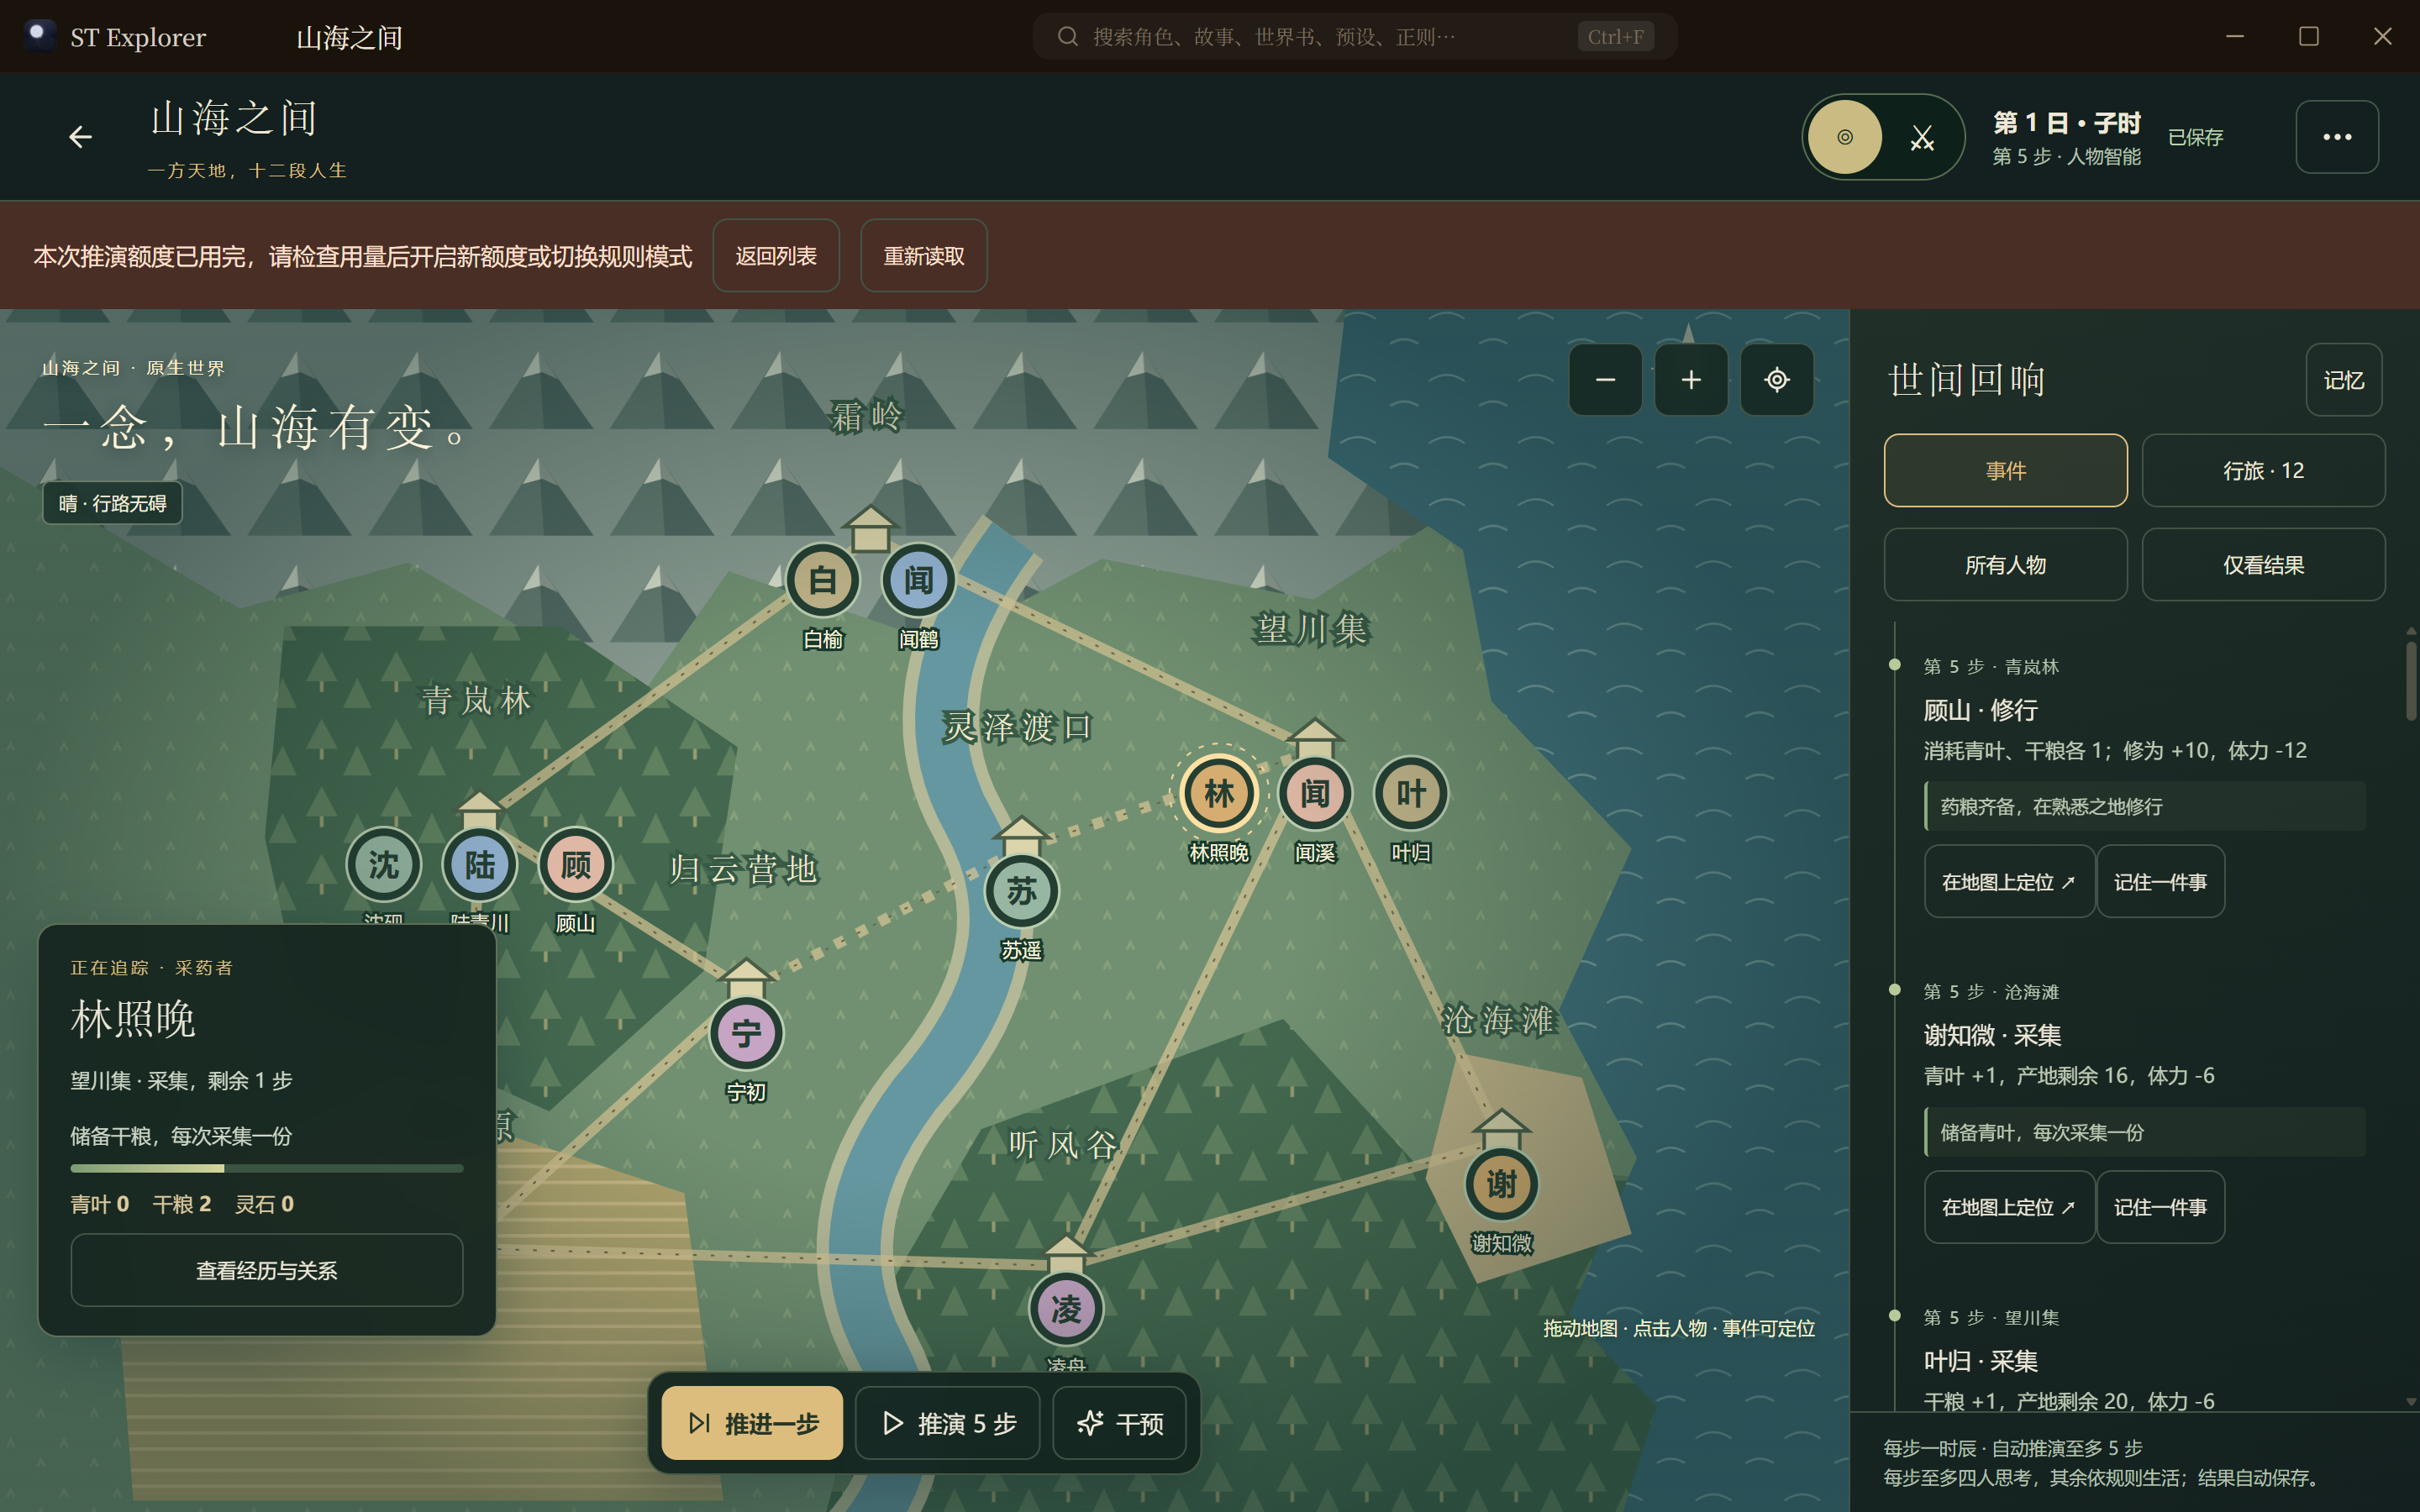 ST Explorer
山海之间
搜索角色、故事、世界书、预设、正则…
Ctrl+F
山海之间
一方天地，十二段人生
第 1 日 · 子时
第 5 步 · 人物智能
已保存
本次推演额度已用完，请检查用量后开启新额度或切换规则模式
返回列表
重新读取
山海之间 · 原生世界
一念，山海有变。
晴 · 行路无碍
霜岭
白
闻
白榆
闻鹤
望川集
青岚林
灵泽渡口
林
闻
叶
林照晚
闻溪
叶归
沈
陆
顾
沈砚
陆青川
顾山
归云营地
苏
苏遥
宁
宁初
沧海滩
原
听风谷
谢
谢知微
凌
凌舟
正在追踪 · 采药者
林照晚
望川集 · 采集，剩余 1 步
储备干粮，每次采集一份
青叶 0 干粮 2 灵石 0
查看经历与关系
拖动地图 · 点击人物 · 事件可定位
推进一步
推演 5 步
干预
世间回响
记忆
事件
行旅 · 12
所有人物
仅看结果
第 5 步 · 青岚林
顾山 · 修行
消耗青叶、干粮各 1；修为 +10，体力 -12
药粮齐备，在熟悉之地修行
在地图上定位 ↗
记住一件事
第 5 步 · 沧海滩
谢知微 · 采集
青叶 +1，产地剩余 16，体力 -6
储备青叶，每次采集一份
在地图上定位 ↗
记住一件事
第 5 步 · 望川集
叶归 · 采集
干粮 +1，产地剩余 20，体力 -6
每步一时辰 · 自动推演至多 5 步
每步至多四人思考，其余依规则生活；结果自动保存。